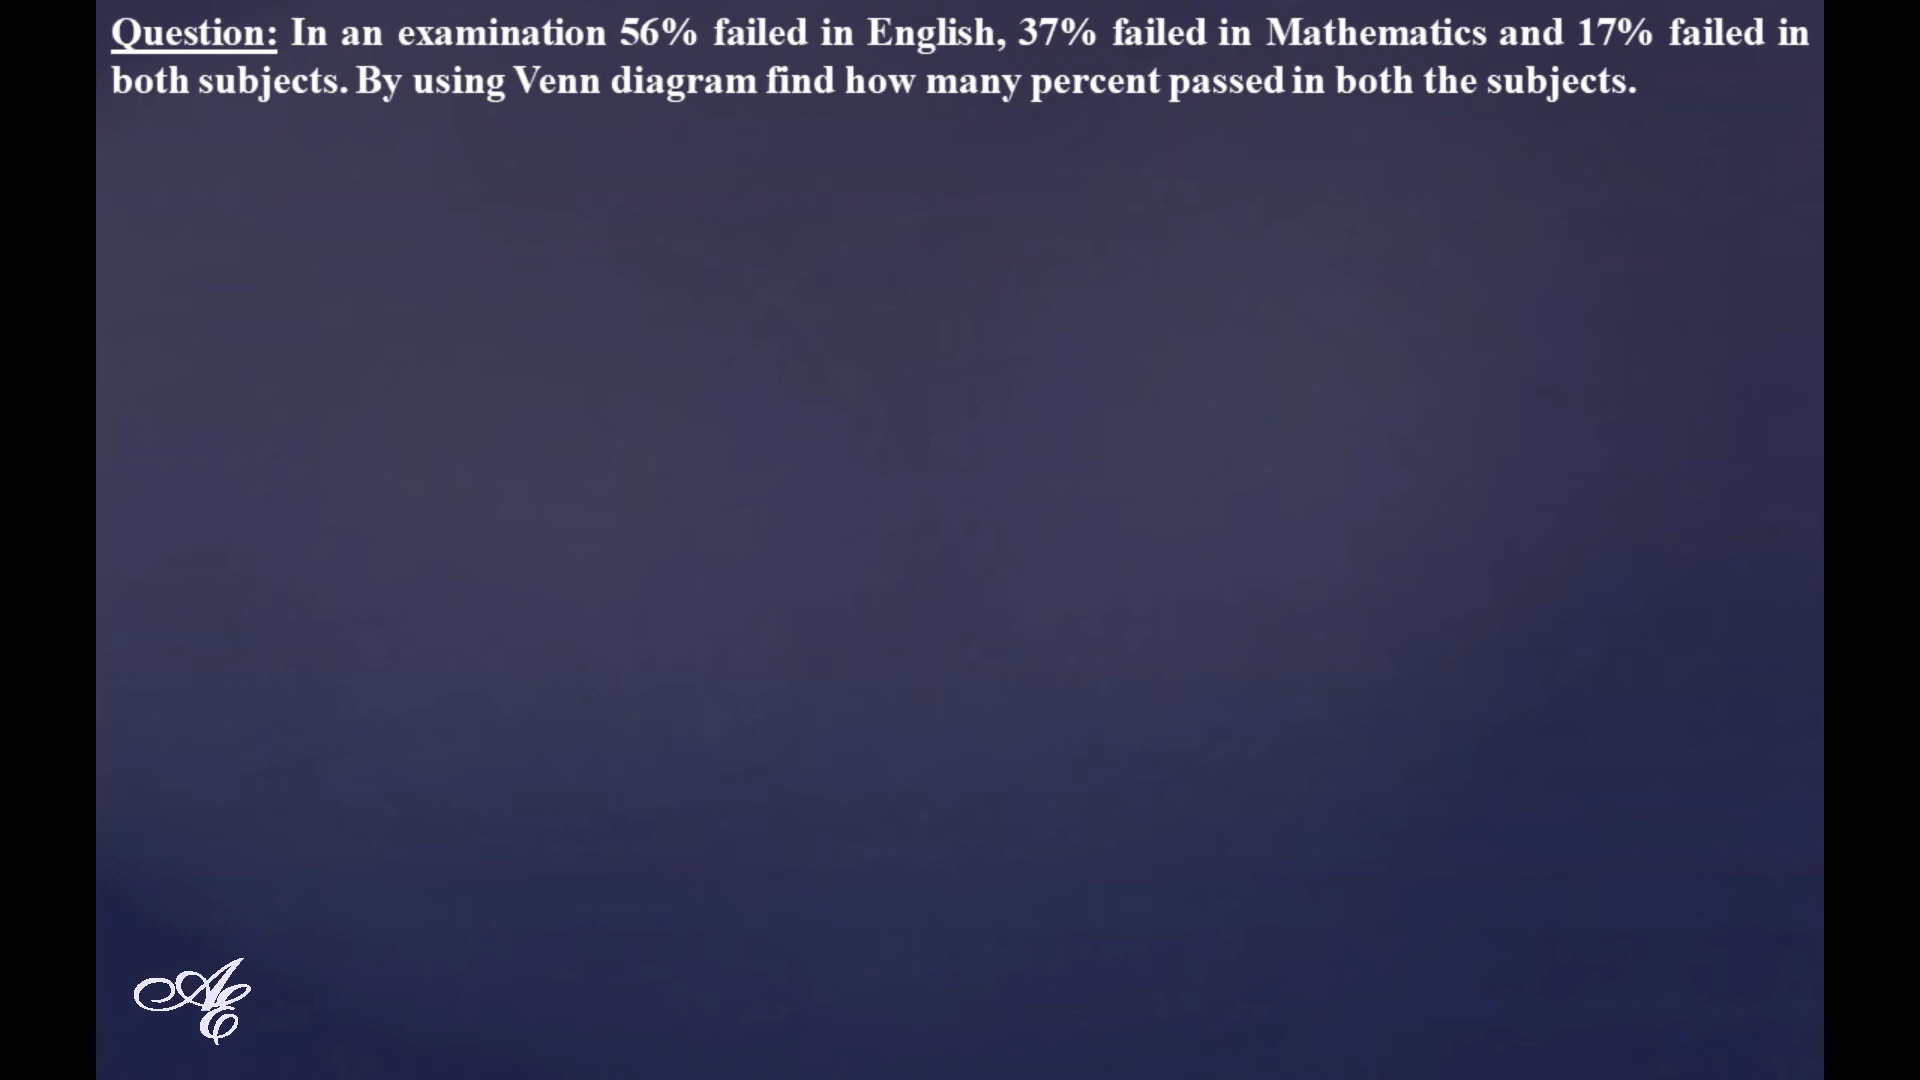 Question: In an examination 56% failed in English, 37% failed in Mathematics and 17% failed in
both subjects. By using Venn diagram find how many percent passed in both the subjects.
AE